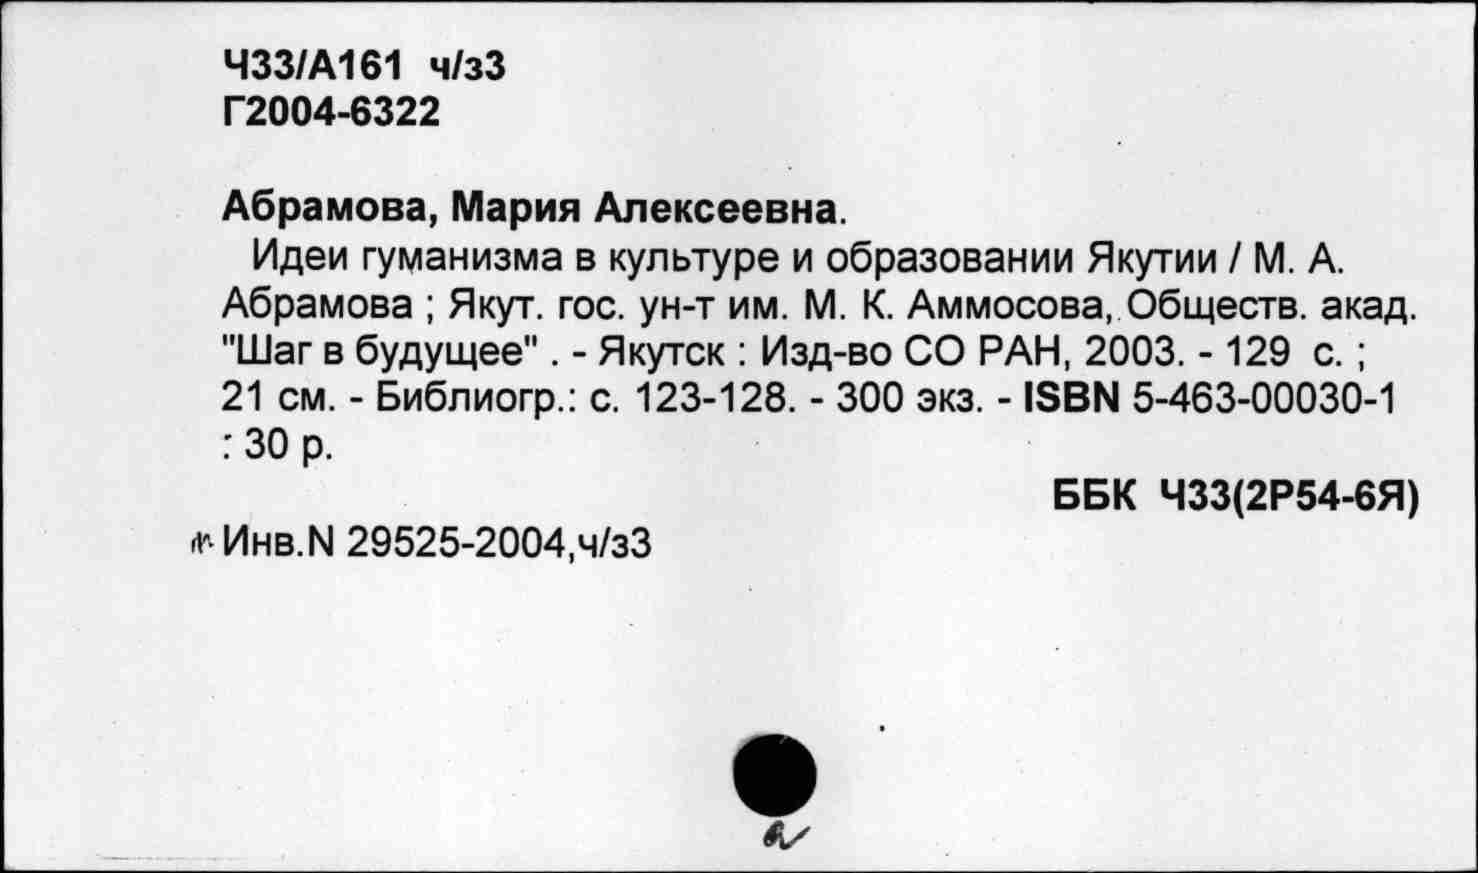 Ч33/А161 ч/з3
Г2004-6322
Абрамова, Мария Алексеевна.
Идеи гуманизма в культуре и образовании Якутии / М. А.
Абрамова ; Якут. гос. ун-т им. М. К. Аммосова, Обществ. акад.
"Шаг в будущее" . - Якутск : Изд-во СО РАН, 2003. - 129 с. ;
21 см. - Библиогр.: с. 123-128. - 300 экз. - ISBN 5-463-00030-1
: 30 р.
ББК Ч33(2Р54-6Я)
Инв.N 29525-2004,ч/з3